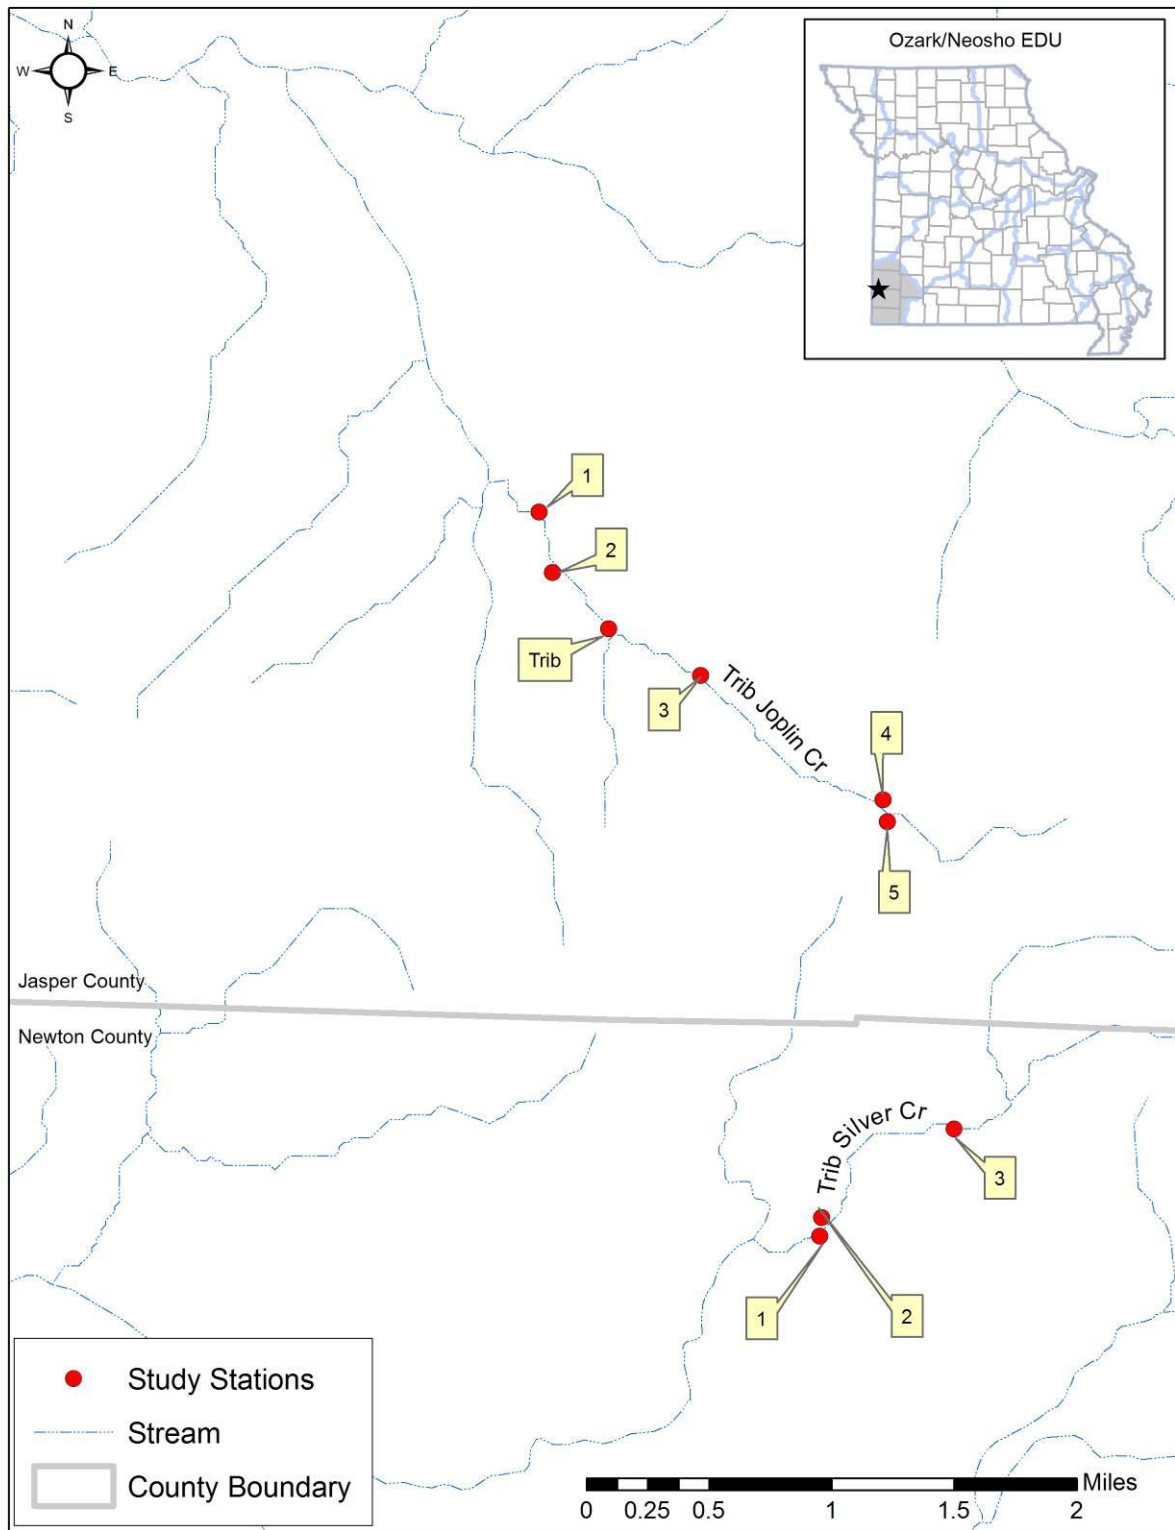 N
W E
S
Ozark/Neosho EDU
1
2
Trib
3
Trib Joplin Cr
4
5
Jasper County
Newton County
Trib Silver Cr
3
1
2
Study Stations
Stream
County Boundary
Miles
0 0.25 0.5 1 1.5 2